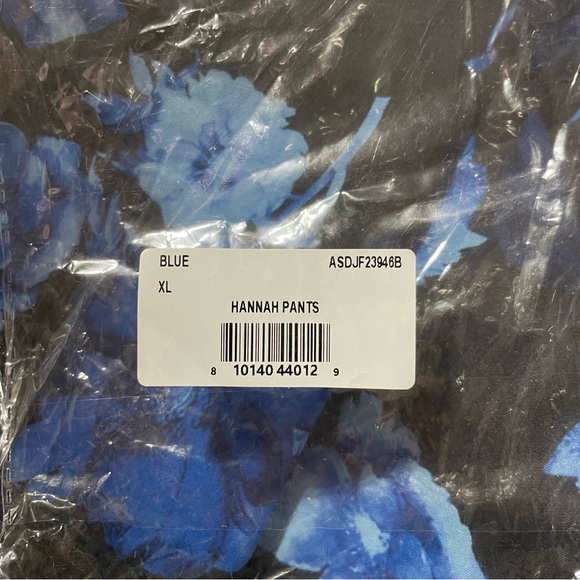 BLUE ASDJF23946B
XL
HANNAH PANTS
8 10140 44012 9